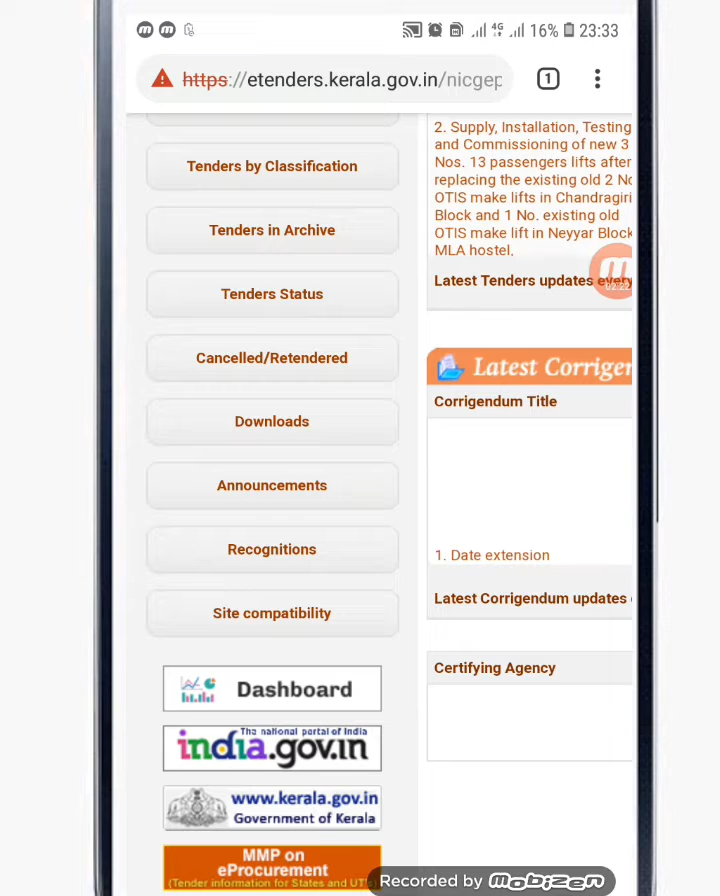 16% 23:33
https://etenders.kerala.gov.in/nicgep
1
Tenders by Classification
Tenders in Archive
Tenders Status
Cancelled/Retendered
Downloads
Announcements
Recognitions
Site compatibility
Dashboard
The national portal of India
india.gov.in
www.kerala.gov.in
Government of Kerala
MMP on
eProcurement
(Tender information for States and UT's)
2. Supply, Installation, Testing
and Commissioning of new 3
Nos. 13 passengers lifts after
replacing the existing old 2 No
OTIS make lifts in Chandragiri
Block and 1 No. existing old
OTIS make lift in Neyyar Block
MLA hostel.
Latest Tenders updates every
02:22
Latest Corriger
Corrigendum Title
1. Date extension
Latest Corrigendum updates
Certifying Agency
Recorded by mobizen